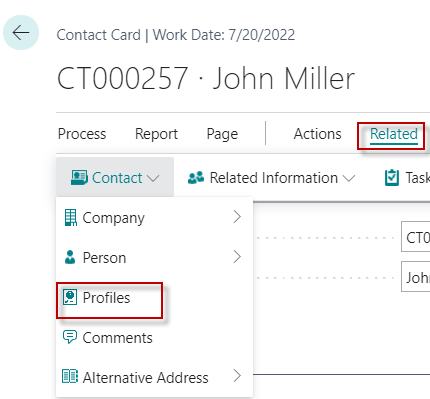 Contact Card | Work Date: 7/20/2022
CT000257 · John Miller
Process Report Page Actions Related
Contact Related Information Task
Company
CT0
Person
John
Profiles
Comments
Alternative Address